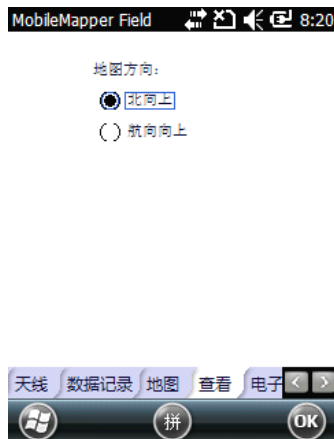 MobileMapper Field 8:20
地图方向:
北向上
航向向上
天线 数据记录 地图 查看 电子
拼 OK